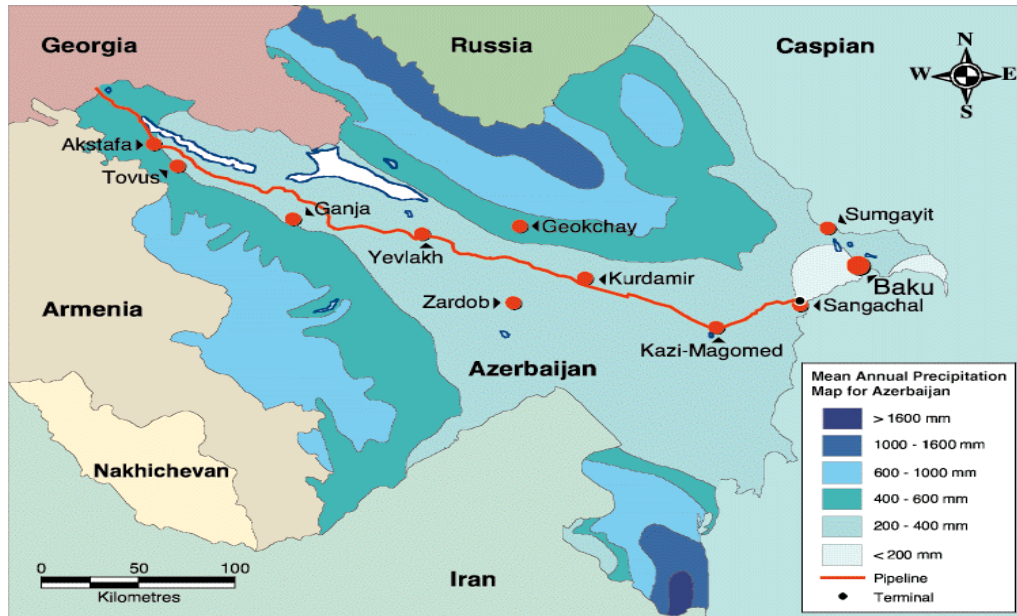 Georgia
Russia
Caspian
N
W
E
S
Akstafa
Tovus
Ganja
Geokchay
Sumgayit
Yevlakh
Baku
Kurdamir
Zardob
Sangachal
Armenia
Kazi-Magomed
Azerbaijan
Mean Annual Precipitation
Map for Azerbaijan
> 1600 mm
1000 - 1600 mm
600 - 1000 mm
400 - 600 mm
200 - 400 mm
< 200 mm
Pipeline
Terminal
Nakhichevan
0 50 100
Kilometres
Iran